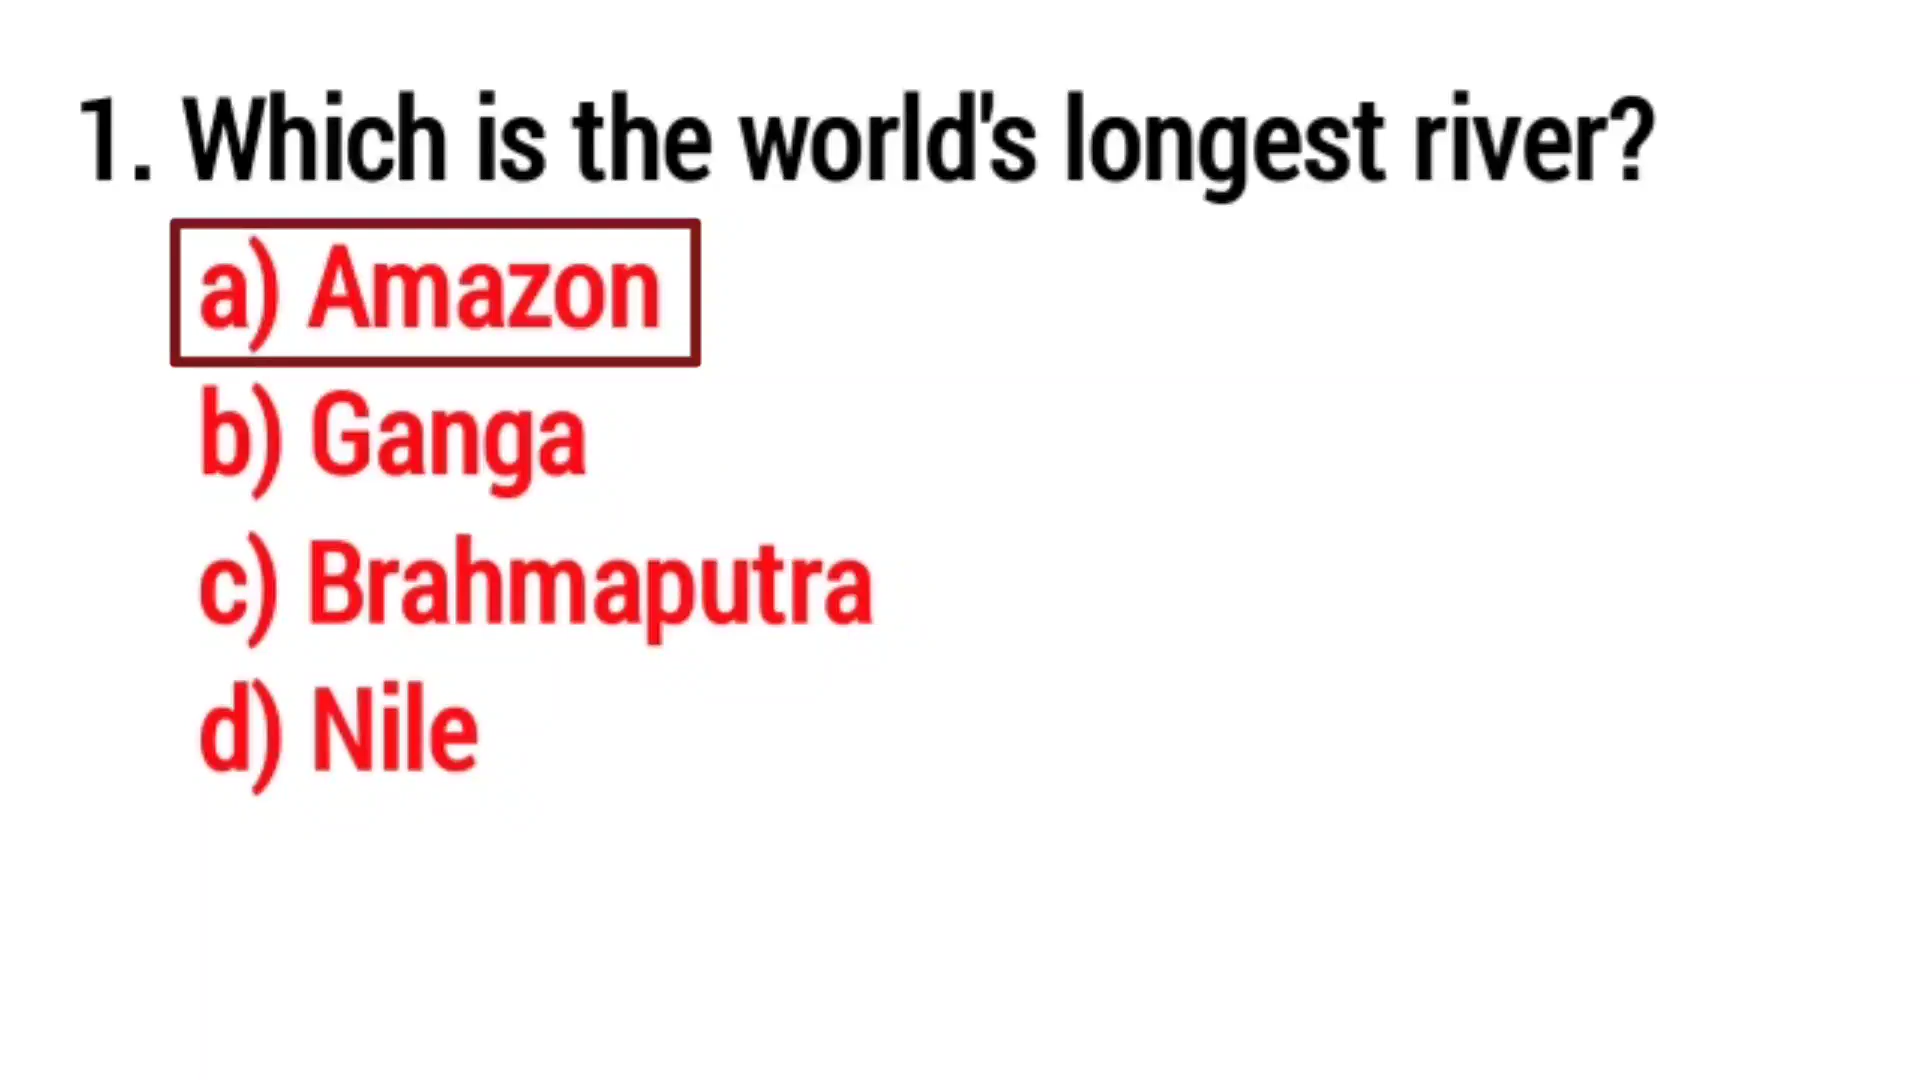 1. Which is the world's longest river?
a) Amazon
b) Ganga
c) Brahmaputra
d) Nile